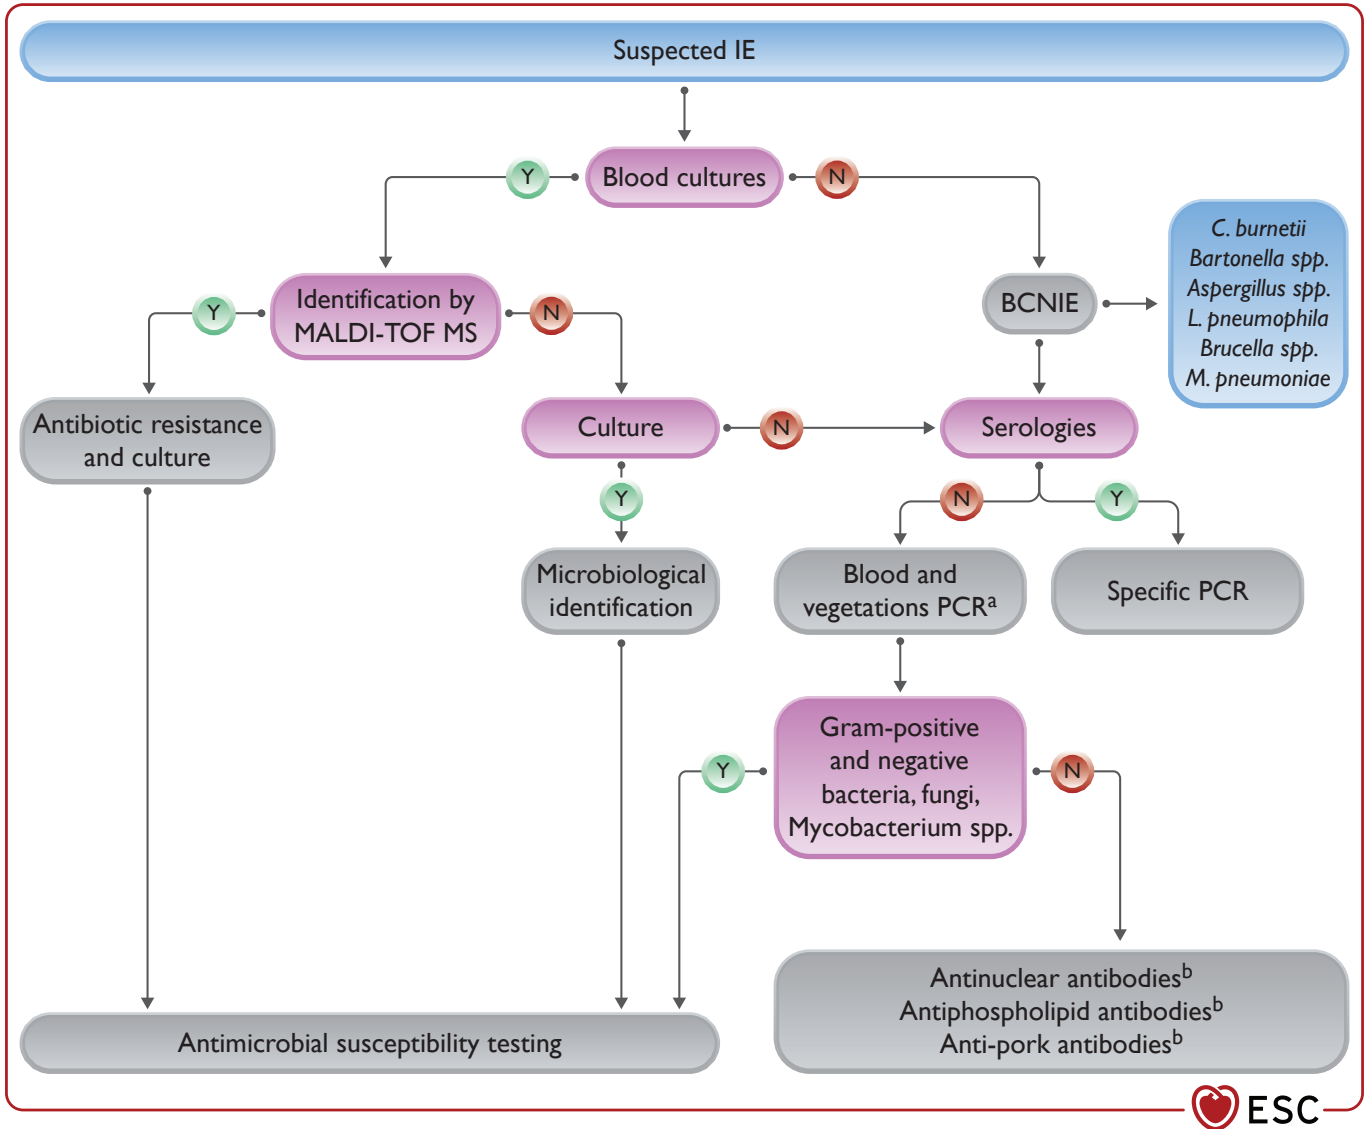 Suspected IE
Y
Blood cultures
N
C. burnetii
Bartonella spp.
Aspergillus spp.
L. pneumophila
Brucella spp.
M. pneumoniae
Y
Identification by
MALDI-TOF MS
N
BCNIE
Antibiotic resistance
and culture
Culture
N
Serologies
Y
N
Y
Microbiological
identification
Blood and
vegetations PCRa
Specific PCR
Y
Gram-positive
and negative
bacteria, fungi,
Mycobacterium spp.
N
Antimicrobial susceptibility testing
Antinuclear antibodiesb
Antiphospholipid antibodiesb
Anti-pork antibodiesb
ESC